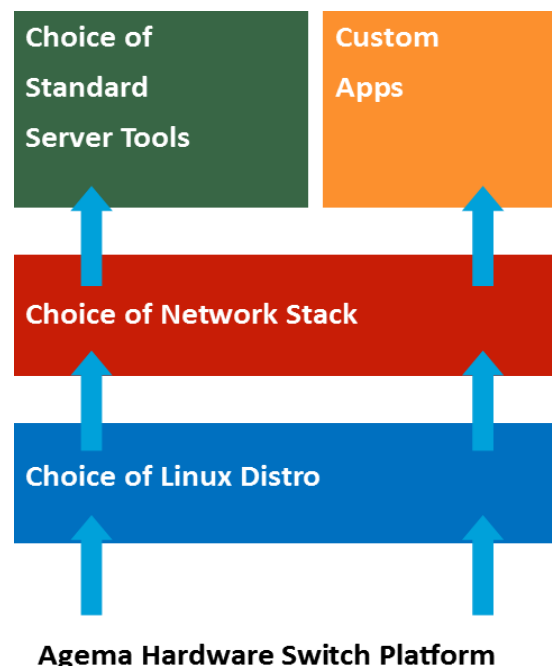 Choice of
Standard
Server Tools
Custom
Apps
Choice of Network Stack
Choice of Linux Distro
Agema Hardware Switch Platform